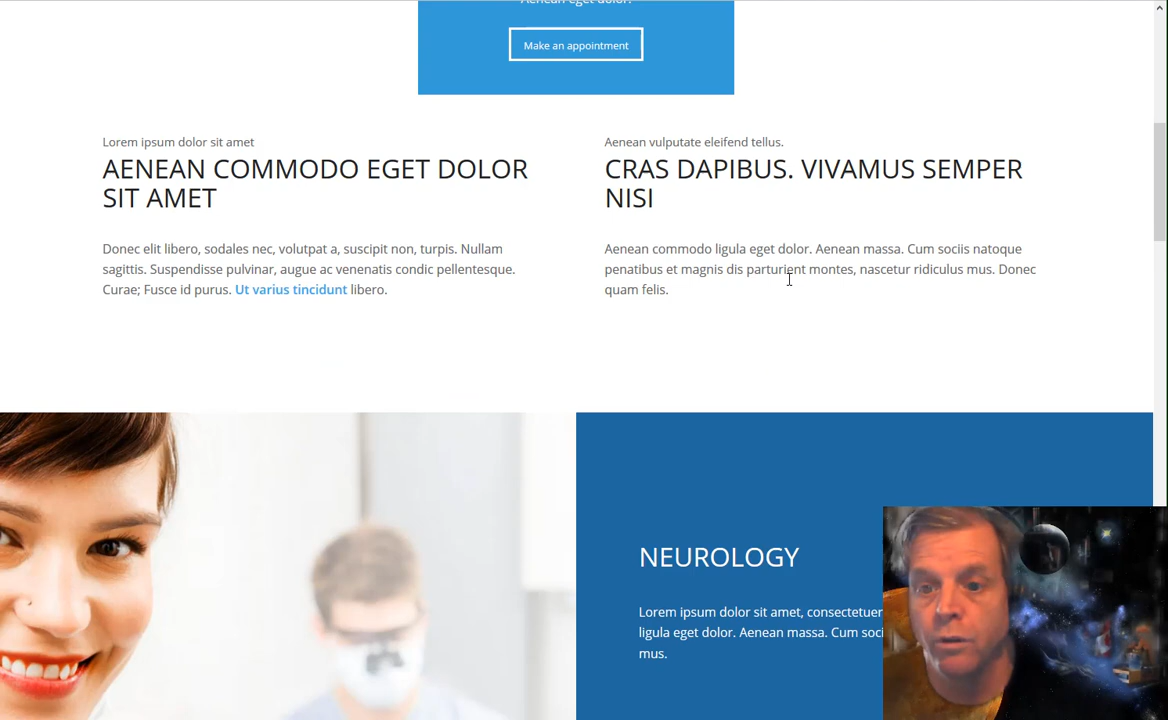 Aenean eget dolor.
Make an appointment
Lorem ipsum dolor sit amet
AENEAN COMMODO EGET DOLOR
SIT AMET
Donec elit libero, sodales nec, volutpat a, suscipit non, turpis. Nullam
sagittis. Suspendisse pulvinar, augue ac venenatis condic pellentesque.
Curae; Fusce id purus. Ut varius tincidunt libero.
Aenean vulputate eleifend tellus.
CRAS DAPIBUS. VIVAMUS SEMPER
NISI
Aenean commodo ligula eget dolor. Aenean massa. Cum sociis natoque
penatibus et magnis dis parturient montes, nascetur ridiculus mus. Donec
quam felis.
NEUROLOGY
Lorem ipsum dolor sit amet, consectetuer
ligula eget dolor. Aenean massa. Cum soci
mus.